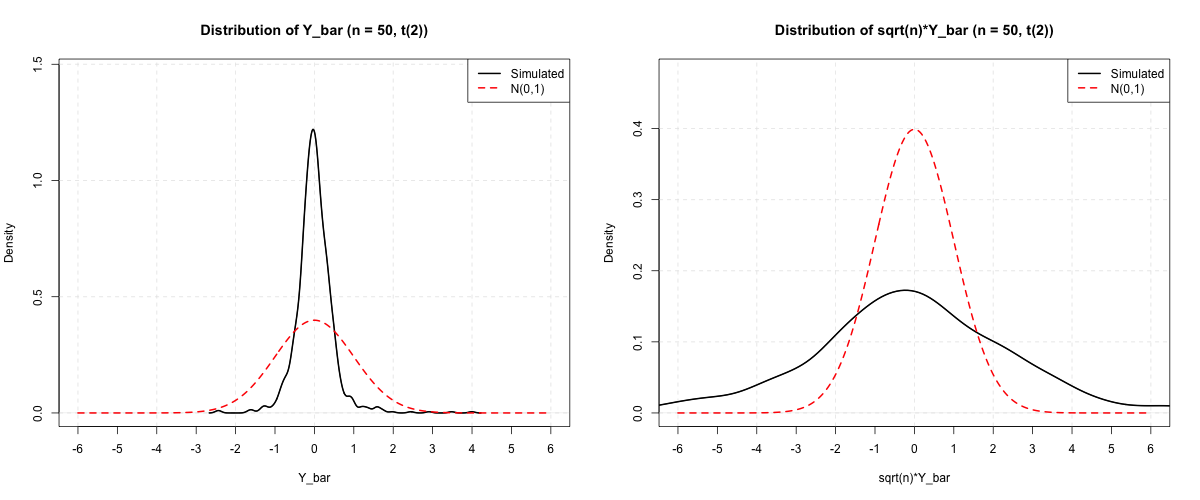 Distribution of Y_bar (n = 50, t(2))
Simulated
N(0,1)
1.5
1.0
0.5
0.0
Density
-6 -5 -4 -3 -2 -1 0 1 2 3 4 5 6
Y_bar
Distribution of sqrt(n)*Y_bar (n = 50, t(2))
Simulated
N(0,1)
0.4
0.3
0.2
0.1
0.0
Density
-6 -5 -4 -3 -2 -1 0 1 2 3 4 5 6
sqrt(n)*Y_bar